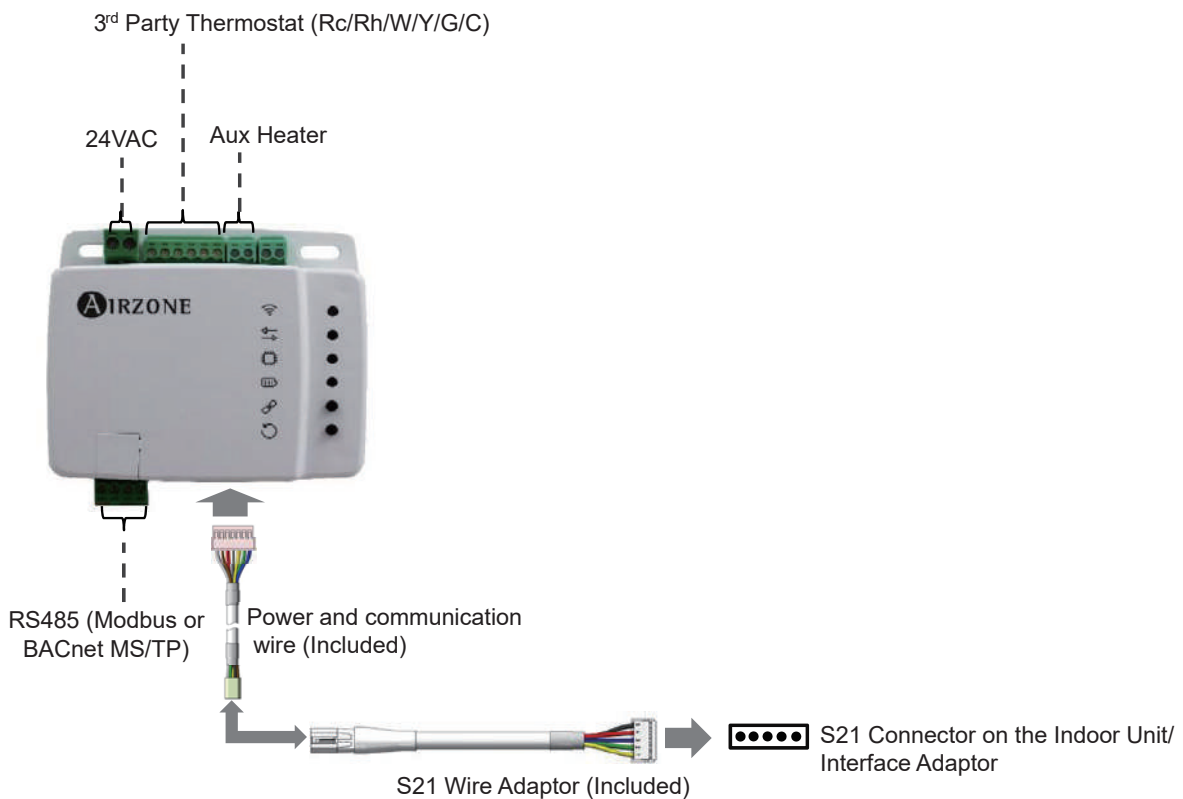 3rd Party Thermostat (Rc/Rh/W/Y/G/C)
24VAC
Aux Heater
AIRZONE
RS485 (Modbus or
BACnet MS/TP)
Power and communication
wire (Included)
S21 Wire Adaptor (Included)
S21 Connector on the Indoor Unit/
Interface Adaptor